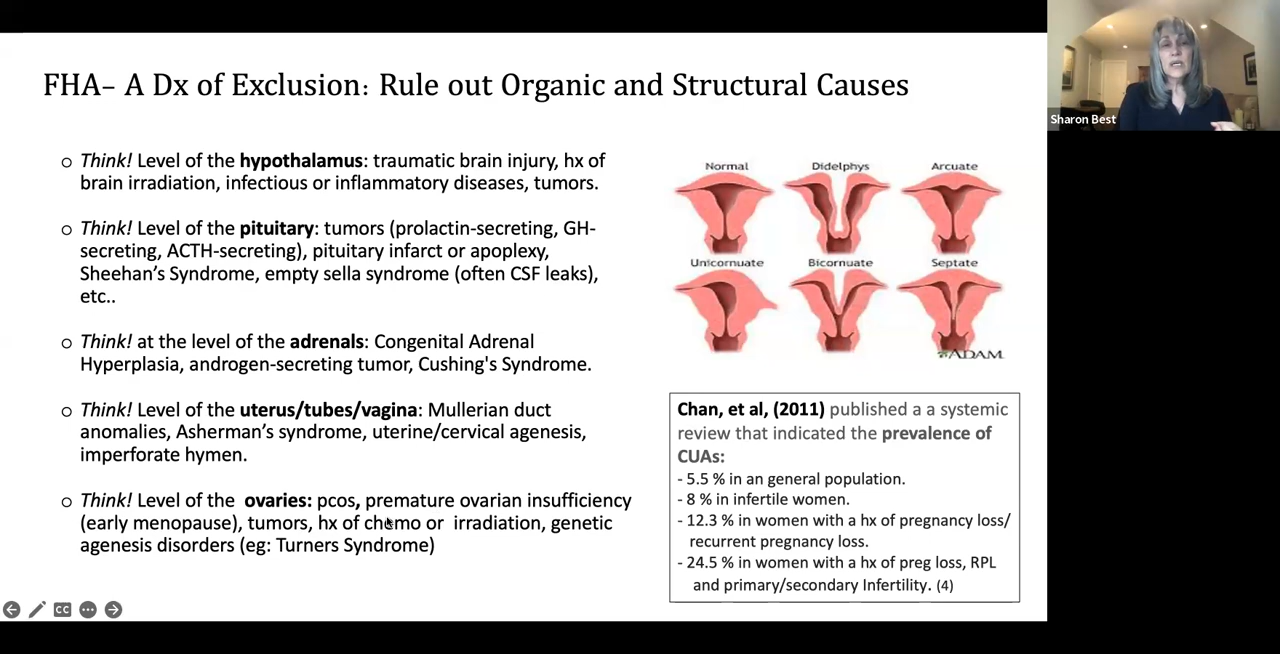 FHA– A Dx of Exclusion: Rule out Organic and Structural Causes
o Think! Level of the hypothalamus: traumatic brain injury, hx of
brain irradiation, infectious or inflammatory diseases, tumors.
o Think! Level of the pituitary: tumors (prolactin-secreting, GH-
secreting, ACTH-secreting), pituitary infarct or apoplexy,
Sheehan’s Syndrome, empty sella syndrome (often CSF leaks),
etc..
o Think! at the level of the adrenals: Congenital Adrenal
Hyperplasia, androgen-secreting tumor, Cushing's Syndrome.
o Think! Level of the uterus/tubes/vagina: Mullerian duct
anomalies, Asherman’s syndrome, uterine/cervical agenesis,
imperforate hymen.
o Think! Level of the ovaries: pcos, premature ovarian insufficiency
(early menopause), tumors, hx of chemo or irradiation, genetic
agenesis disorders (eg: Turners Syndrome)
Normal Didelphys Arcuate
Unicornuate Bicornuate Septate
ADAM
Chan, et al, (2011) published a a systemic
review that indicated the prevalence of
CUAs:
- 5.5 % in an general population.
- 8 % in infertile women.
- 12.3 % in women with a hx of pregnancy loss/
recurrent pregnancy loss.
- 24.5 % in women with a hx of preg loss, RPL
and primary/secondary Infertility. (4)
Sharon Best
CC